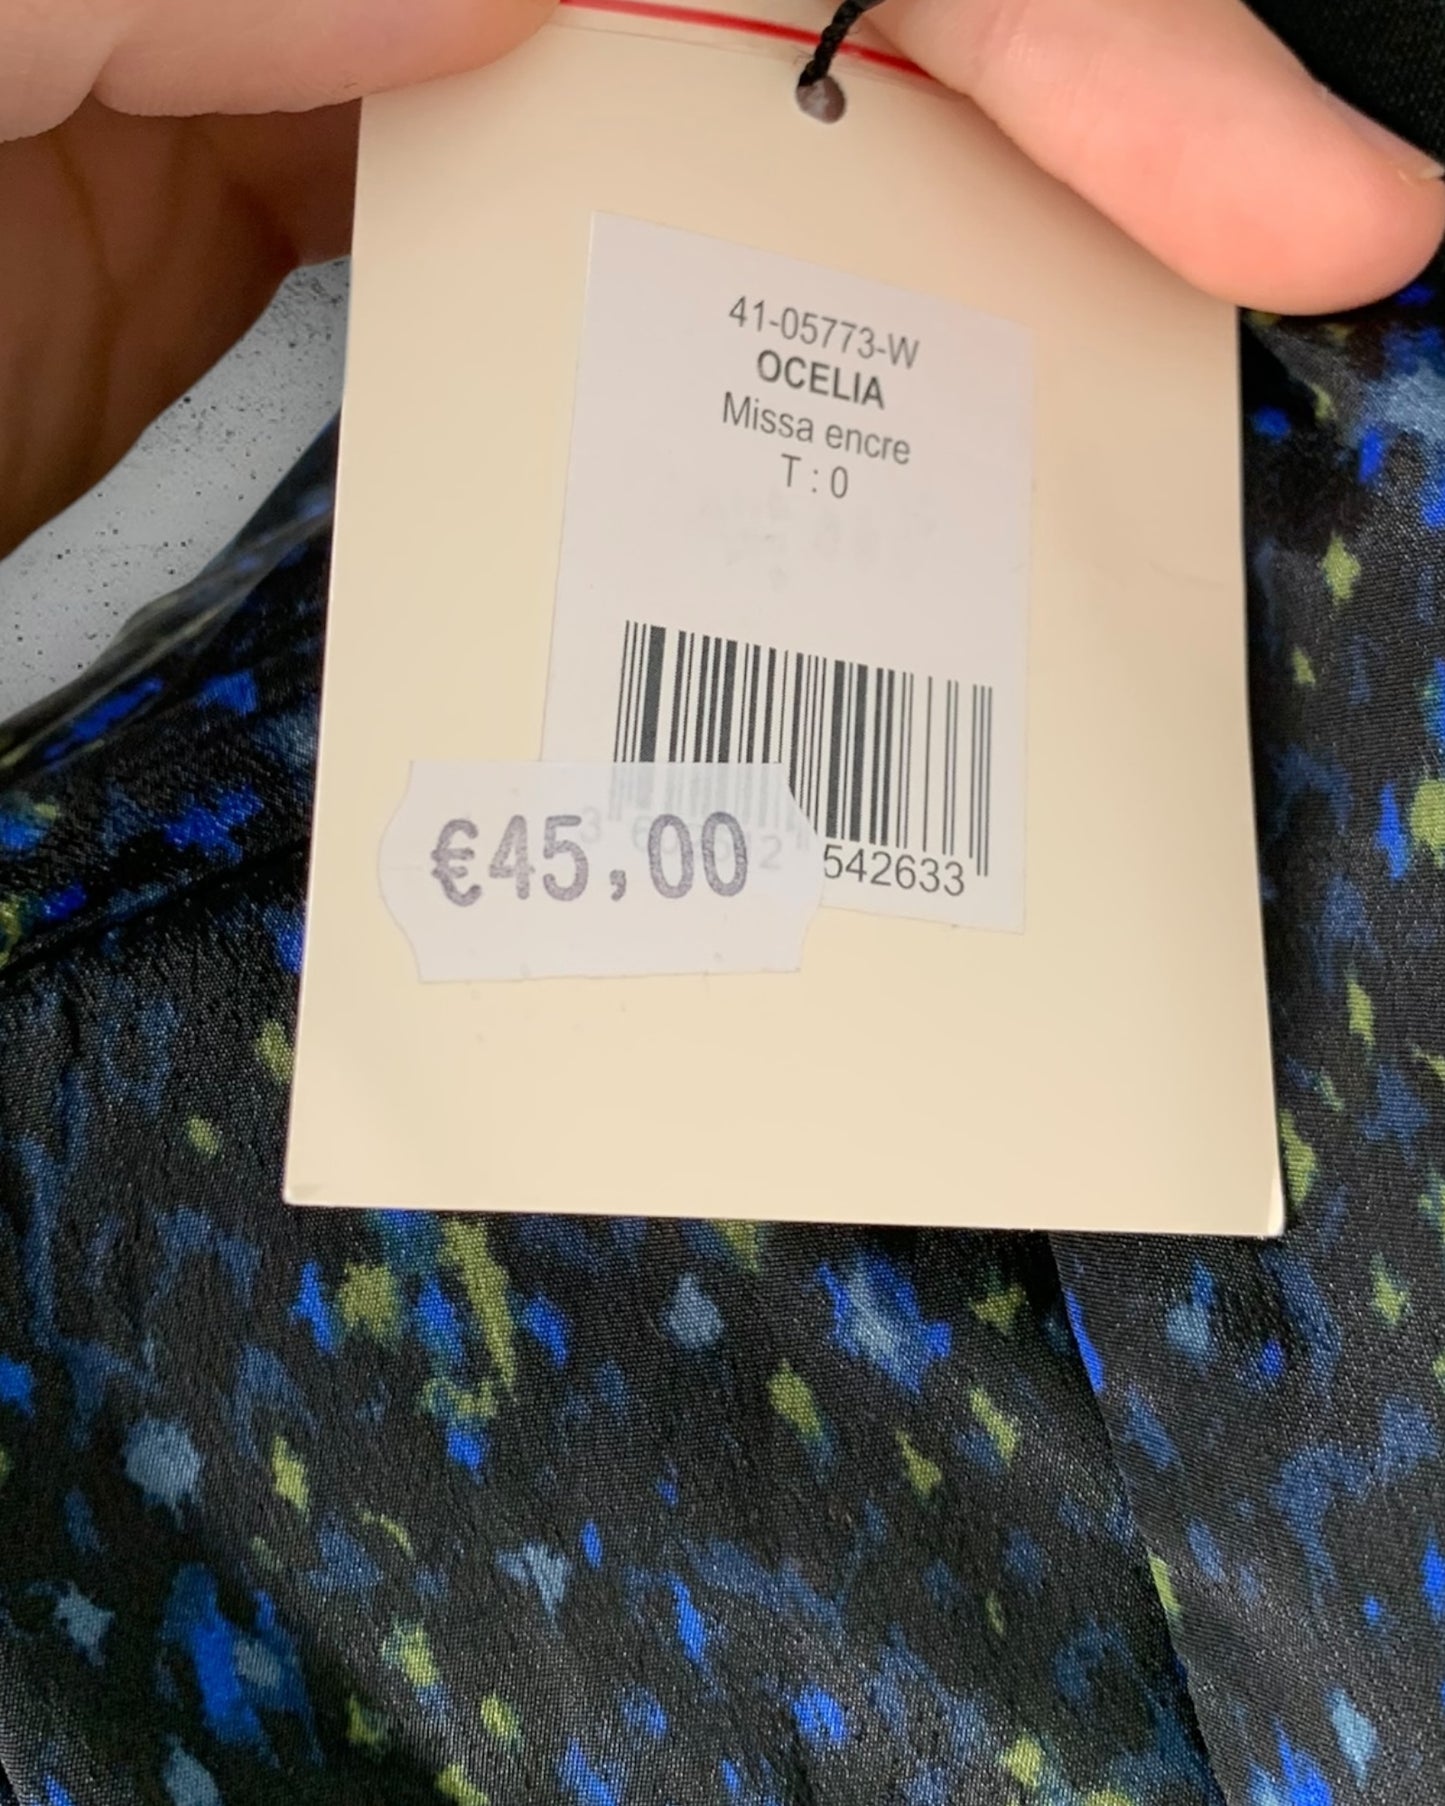 41-05773-W
OCELIA
Missa encre
T : 0
542633
€45,00